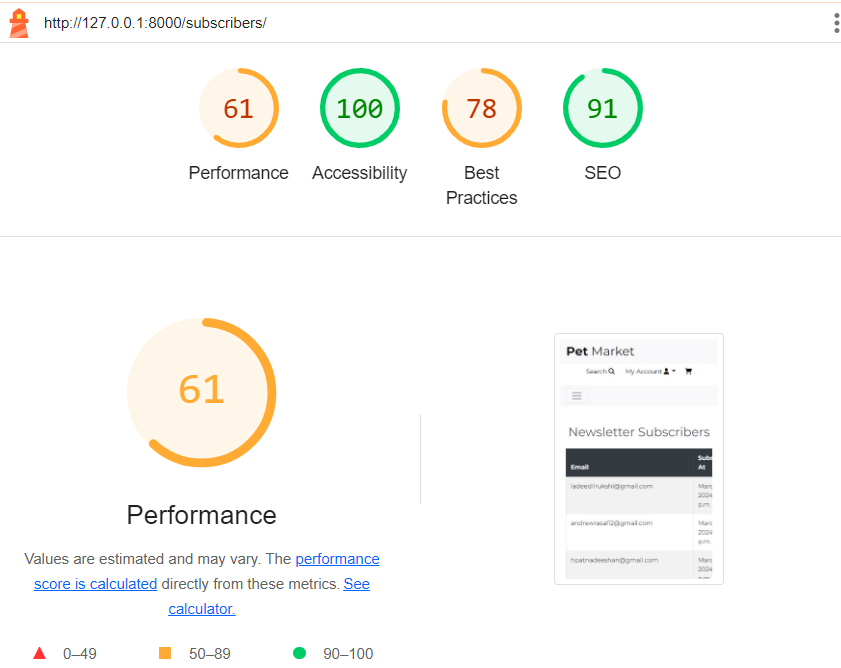 http://127.0.0.1:8000/subscribers/
61 100 78 91
Performance Accessibility Best SEO
Practices
61
Performance
Values are estimated and may vary. The performance
score is calculated directly from these metrics. See
calculator.
0–49 50–89 90–100
Pet Market
Search My Account
Newsletter Subscribers
Subs
Email At
ladeedilrukshi@gmail.com Marc
2024
p.m.
andrewrasal12@gmail.com Marc
2024
p.m.
hpatnadeeshan@gmail.com Marc
2024
p.m.